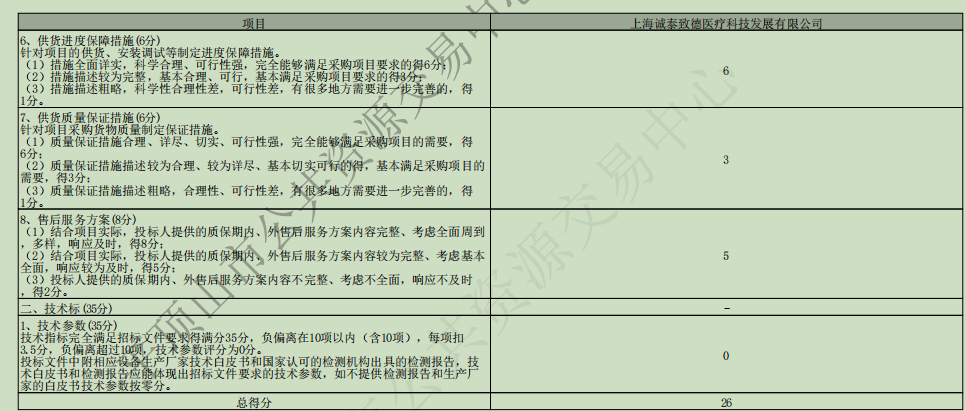 项目
上海诚泰致德医疗科技发展有限公司
6、供货进度保障措施(6分)
针对项目的供货、安装调试等制定进度保障措施。
(1)措施全面详实，科学合理、可行性强，完全能够满足采购项目要求的得6分；
(2)措施描述较为完整，基本合理、可行，基本满足采购项目要求的得3分；
(3)措施描述粗略，科学性合理性差，可行性差，有很多地方需要进一步完善的，得
1分。
6
7、供货质量保证措施(6分)
针对项目采购货物质量制定保证措施。
(1)质量保证措施合理、详尽、切实、可行性强，完全能够满足采购项目的需要，得
6分；
(2)质量保证措施描述较为合理、较为详尽、基本切实可行的得，基本满足采购项目的
需要，得3分；
(3)质量保证措施描述粗略，合理性、可行性差，有很多地方需要进一步完善的，得
1分。
3
8、售后服务方案(8分)
(1)结合项目实际，投标人提供的质保期内、外售后服务方案内容完整、考虑全面周到
，多样，响应及时，得8分；
(2)结合项目实际，投标人提供的质保期内、外售后服务方案内容较为完整、考虑基本
全面，响应较为及时，得5分；
(3)投标人提供的质保期内、外售后服务方案内容不完整、考虑不全面，响应不及时
，得2分。
5
二、技术标(35分)
-
1、技术参数(35分)
技术指标完全满足招标文件要求得满分35分，负偏离在10项以内（含10项），每项扣
3.5分，负偏离超过10项，技术参数评分为0分。
投标文件中附相应设备生产厂家技术白皮书和国家认可的检测机构出具的检测报告，技
术白皮书和检测报告应能体现出招标文件要求的技术参数，如不提供检测报告和生产厂
家的白皮书技术参数按零分。
0
总得分
26
顶山市公共资源交易中心
公共资源交易中心